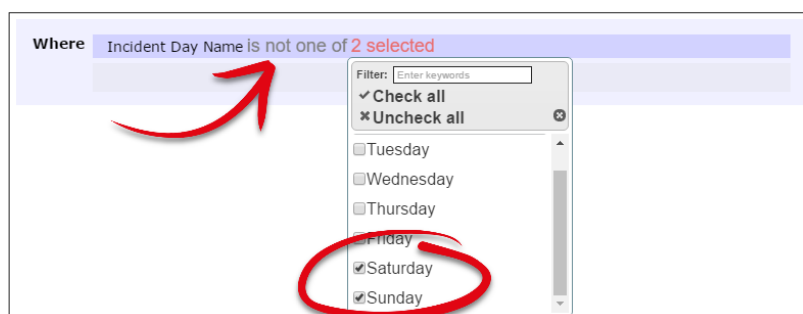 Where Incident Day Name is not one of 2 selected
Filter: Enter keywords
Check all
Uncheck all
Tuesday
Wednesday
Thursday
Friday
Saturday
Sunday